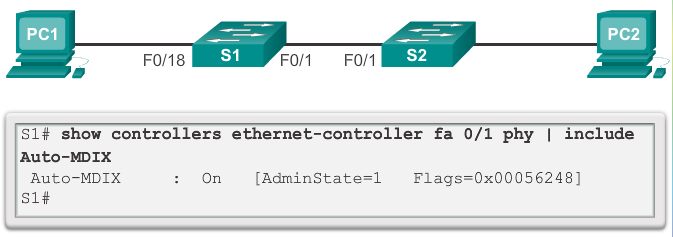 PC1
S1
S2
PC2
F0/18
F0/1
F0/1
S1# show controllers ethernet-controller fa 0/1 phy | include
Auto-MDIX
Auto-MDIX : On [AdminState=1 Flags=0x00056248]
S1#